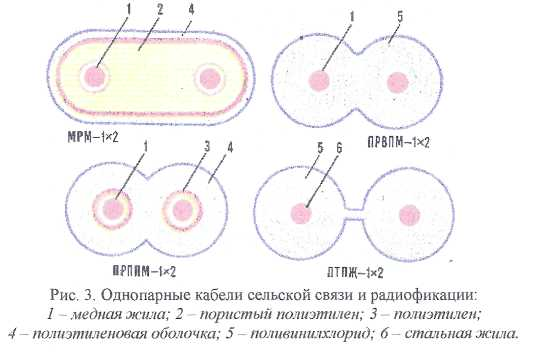 1 2 4
1 5
МРМ–1×2
ПРВПМ–1×2
1 3 4
5 6
ПРППМ–1×2
ПТПЖ–1×2
Рис. 3. Однопарные кабели сельской связи и радиофикации:
1 – медная жила; 2 – пористый полиэтилен; 3 – полиэтилен;
4 – полиэтиленовая оболочка; 5 – поливинилхлорид; 6 – стальная жила.